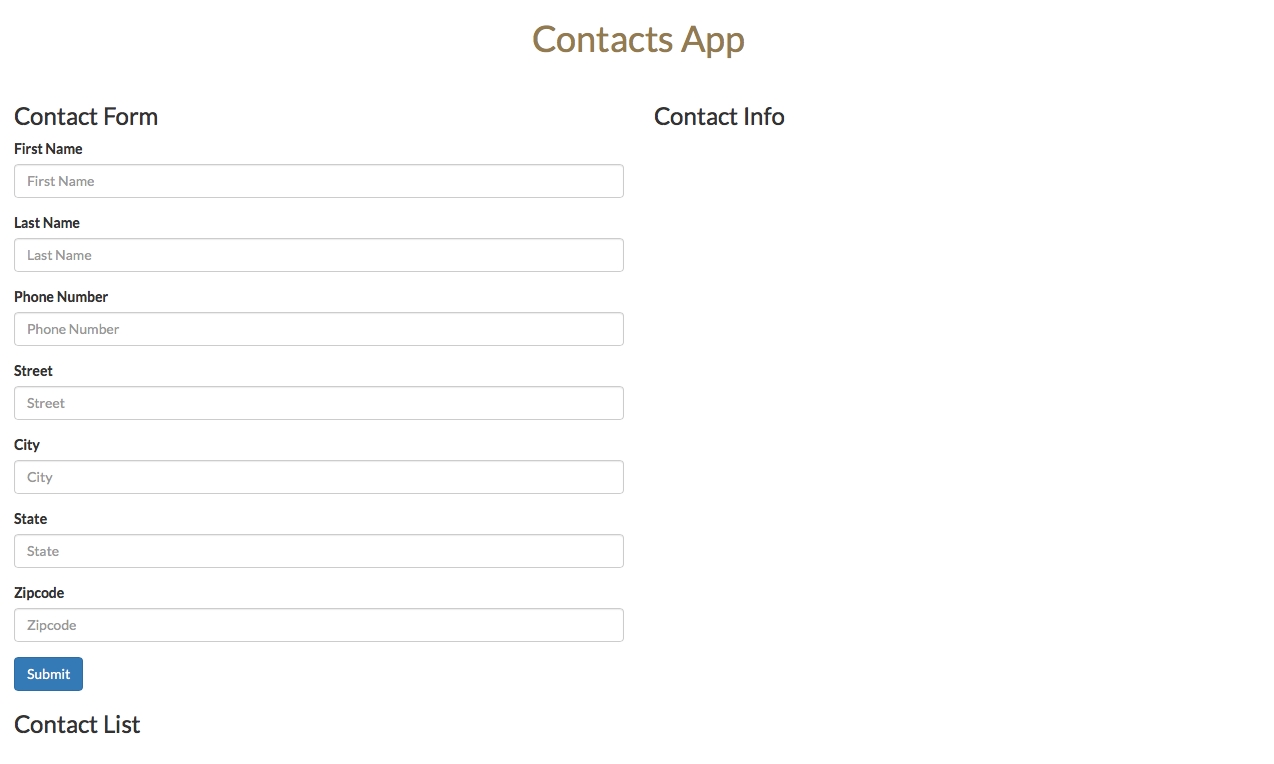 Contacts App
Contact Form
First Name
First Name
Last Name
Last Name
Phone Number
Phone Number
Street
Street
City
City
State
State
Zipcode
Zipcode
Submit
Contact List
Contact Info